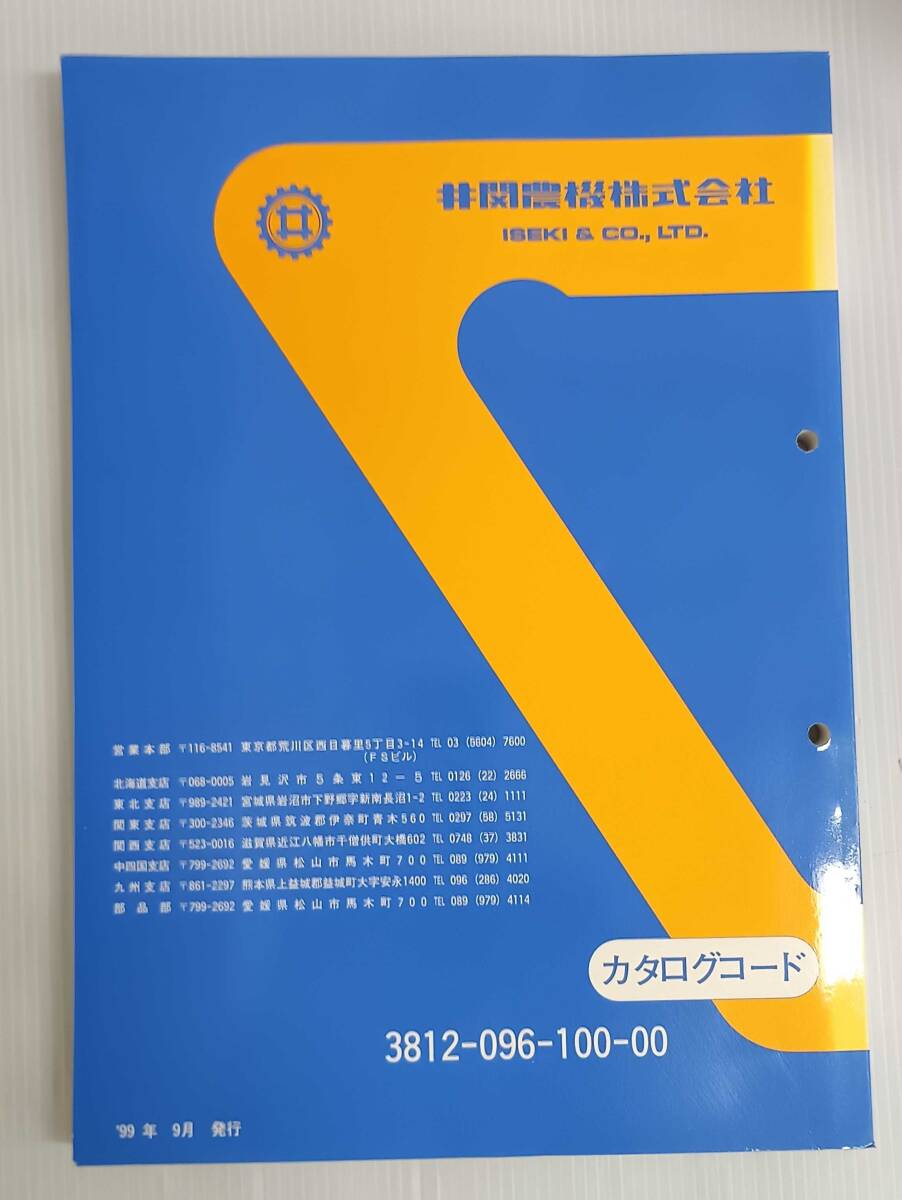 井関農機株式会社
ISEKI & CO., LTD.
営業本部 〒116-8541 東京都荒川区西日暮里5丁目3-14 TEL 03 (5604) 7600
(FSビル)
北海道支店 〒068-0005 岩見沢市5条東12-5 TEL 0126 (22) 2666
東北支店 〒989-2421 宮城県岩沼市下野郷字新南長沼1-2 TEL 0223 (24) 1111
関東支店 〒300-2346 茨城県筑波郡伊奈町青木560 TEL 0297 (58) 5131
関西支店 〒523-0016 滋賀県近江八幡市千僧供町大橋602 TEL 0748 (37) 3831
中四国支店 〒799-2692 愛媛県松山市馬木町700 TEL 089 (979) 4111
九州支店 〒861-2297 熊本県上益城郡益城町大字安永1400 TEL 096 (286) 4020
部品部 〒799-2692 愛媛県松山市馬木町700 TEL 089 (979) 4114
カタログコード
3812-096-100-00
'99年 9月 発行